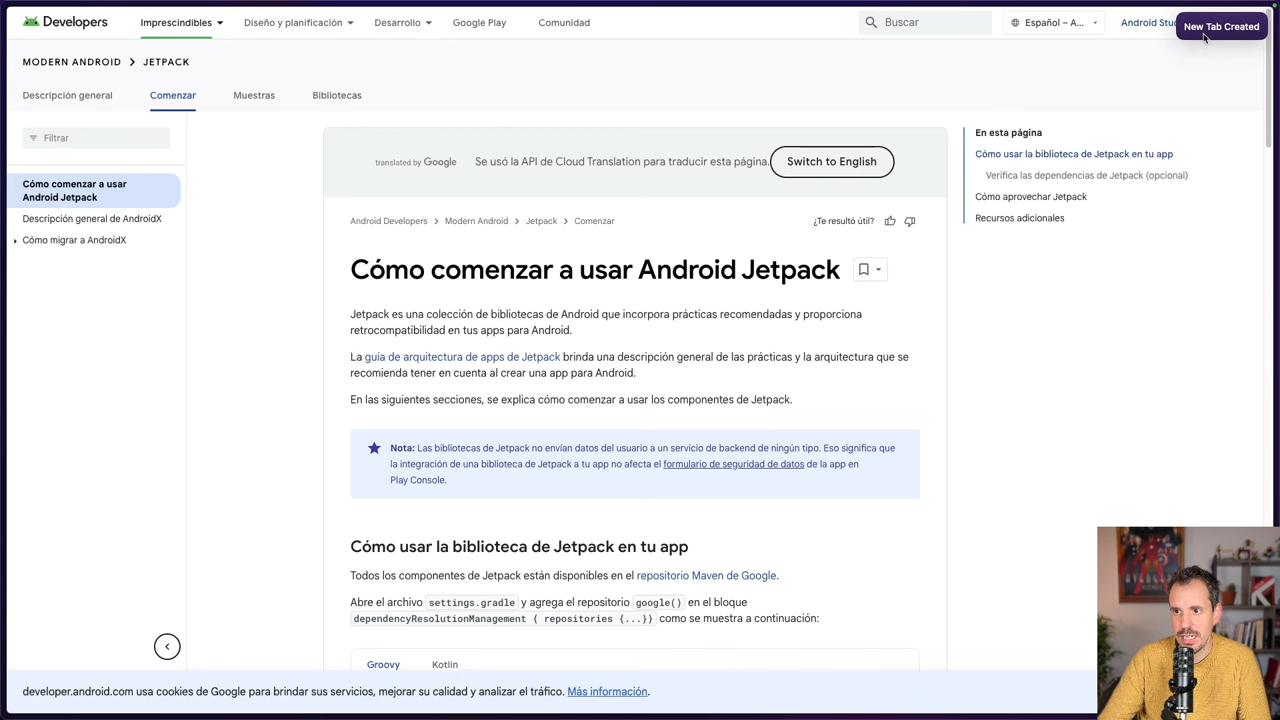 Developers
Imprescindibles
Diseño y planificación
Desarrollo
Google Play
Comunidad
Buscar
Español – A...
Android Stu
New Tab Created
MODERN ANDROID
JETPACK
Descripción general
Comenzar
Muestras
Bibliotecas
Filtrar
Cómo comenzar a usar
Android Jetpack
Descripción general de AndroidX
Cómo migrar a AndroidX
translated by Google
Se usó la API de Cloud Translation para traducir esta página.
Switch to English
Android Developers
Modern Android
Jetpack
Comenzar
¿Te resultó útil?
Cómo comenzar a usar Android Jetpack
Jetpack es una colección de bibliotecas de Android que incorpora prácticas recomendadas y proporciona
retrocompatibilidad en tus apps para Android.
La guía de arquitectura de apps de Jetpack brinda una descripción general de las prácticas y la arquitectura que se
recomienda tener en cuenta al crear una app para Android.
En las siguientes secciones, se explica cómo comenzar a usar los componentes de Jetpack.
Nota: Las bibliotecas de Jetpack no envían datos del usuario a un servicio de backend de ningún tipo. Eso significa que
la integración de una biblioteca de Jetpack a tu app no afecta el formulario de seguridad de datos de la app en
Play Console.
Cómo usar la biblioteca de Jetpack en tu app
Todos los componentes de Jetpack están disponibles en el repositorio Maven de Google.
Abre el archivo settings.gradle y agrega el repositorio google() en el bloque
dependencyResolutionManagement { repositories {...}} como se muestra a continuación:
Groovy
Kotlin
En esta página
Cómo usar la biblioteca de Jetpack en tu app
Verifica las dependencias de Jetpack (opcional)
Cómo aprovechar Jetpack
Recursos adicionales
developer.android.com usa cookies de Google para brindar sus servicios, mejorar su calidad y analizar el tráfico. Más información.